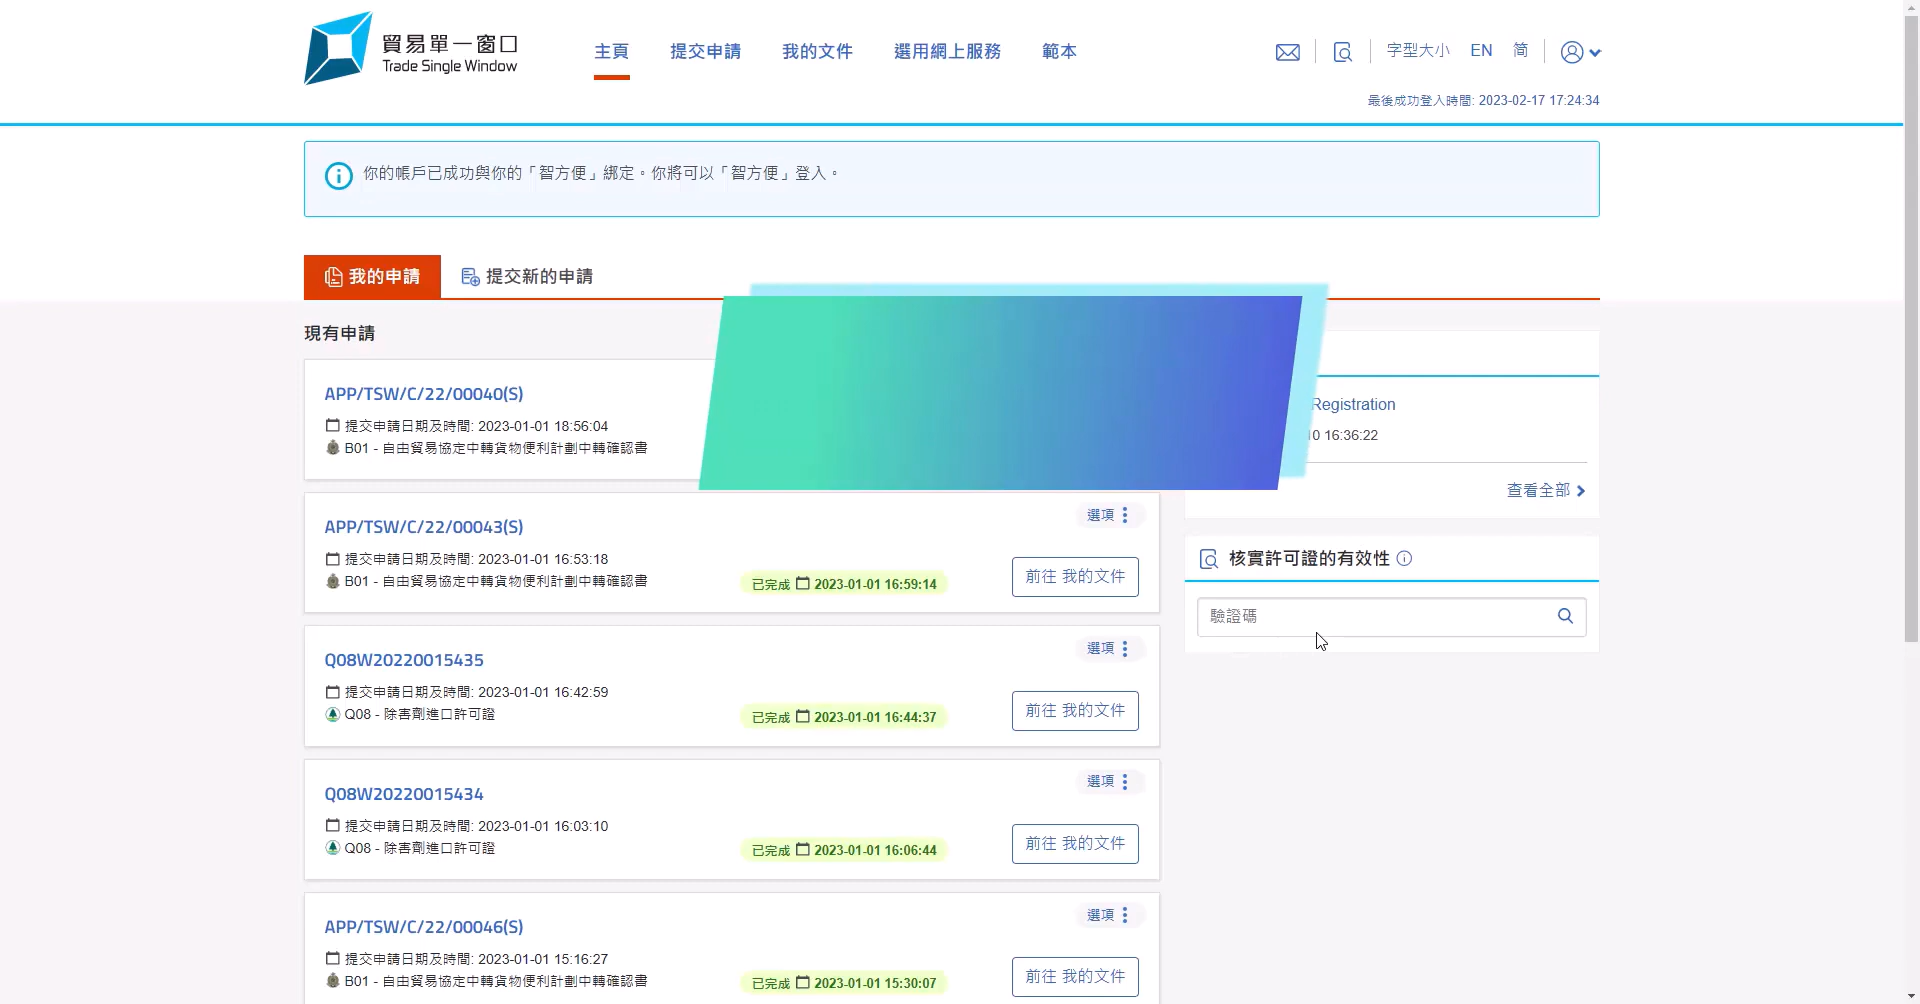 貿易單一窗口
Trade Single Window
主頁
提交申請
我的文件
選用網上服務
範本
字型大小
EN
简
最後成功登入時間: 2023-02-17 17:24:34
你的帳戶已成功與你的「智方便」綁定。你將可以「智方便」登入。
我的申請
提交新的申請
現有申請
APP/TSW/C/22/00040(S)
提交申請日期及時間: 2023-01-01 18:56:04
B01 - 自由貿易協定中轉貨物便利計劃中轉確認書
APP/TSW/C/22/00043(S)
選項
提交申請日期及時間: 2023-01-01 16:53:18
B01 - 自由貿易協定中轉貨物便利計劃中轉確認書
已完成 2023-01-01 16:59:14
前往 我的文件
Q08W20220015435
選項
提交申請日期及時間: 2023-01-01 16:42:59
Q08 - 除害劑進口許可證
已完成 2023-01-01 16:44:37
前往 我的文件
Q08W20220015434
選項
提交申請日期及時間: 2023-01-01 16:03:10
Q08 - 除害劑進口許可證
已完成 2023-01-01 16:06:44
前往 我的文件
APP/TSW/C/22/00046(S)
選項
提交申請日期及時間: 2023-01-01 15:16:27
B01 - 自由貿易協定中轉貨物便利計劃中轉確認書
已完成 2023-01-01 15:30:07
前往 我的文件
Registration
0 16:36:22
查看全部
核實許可證的有效性
驗證碼